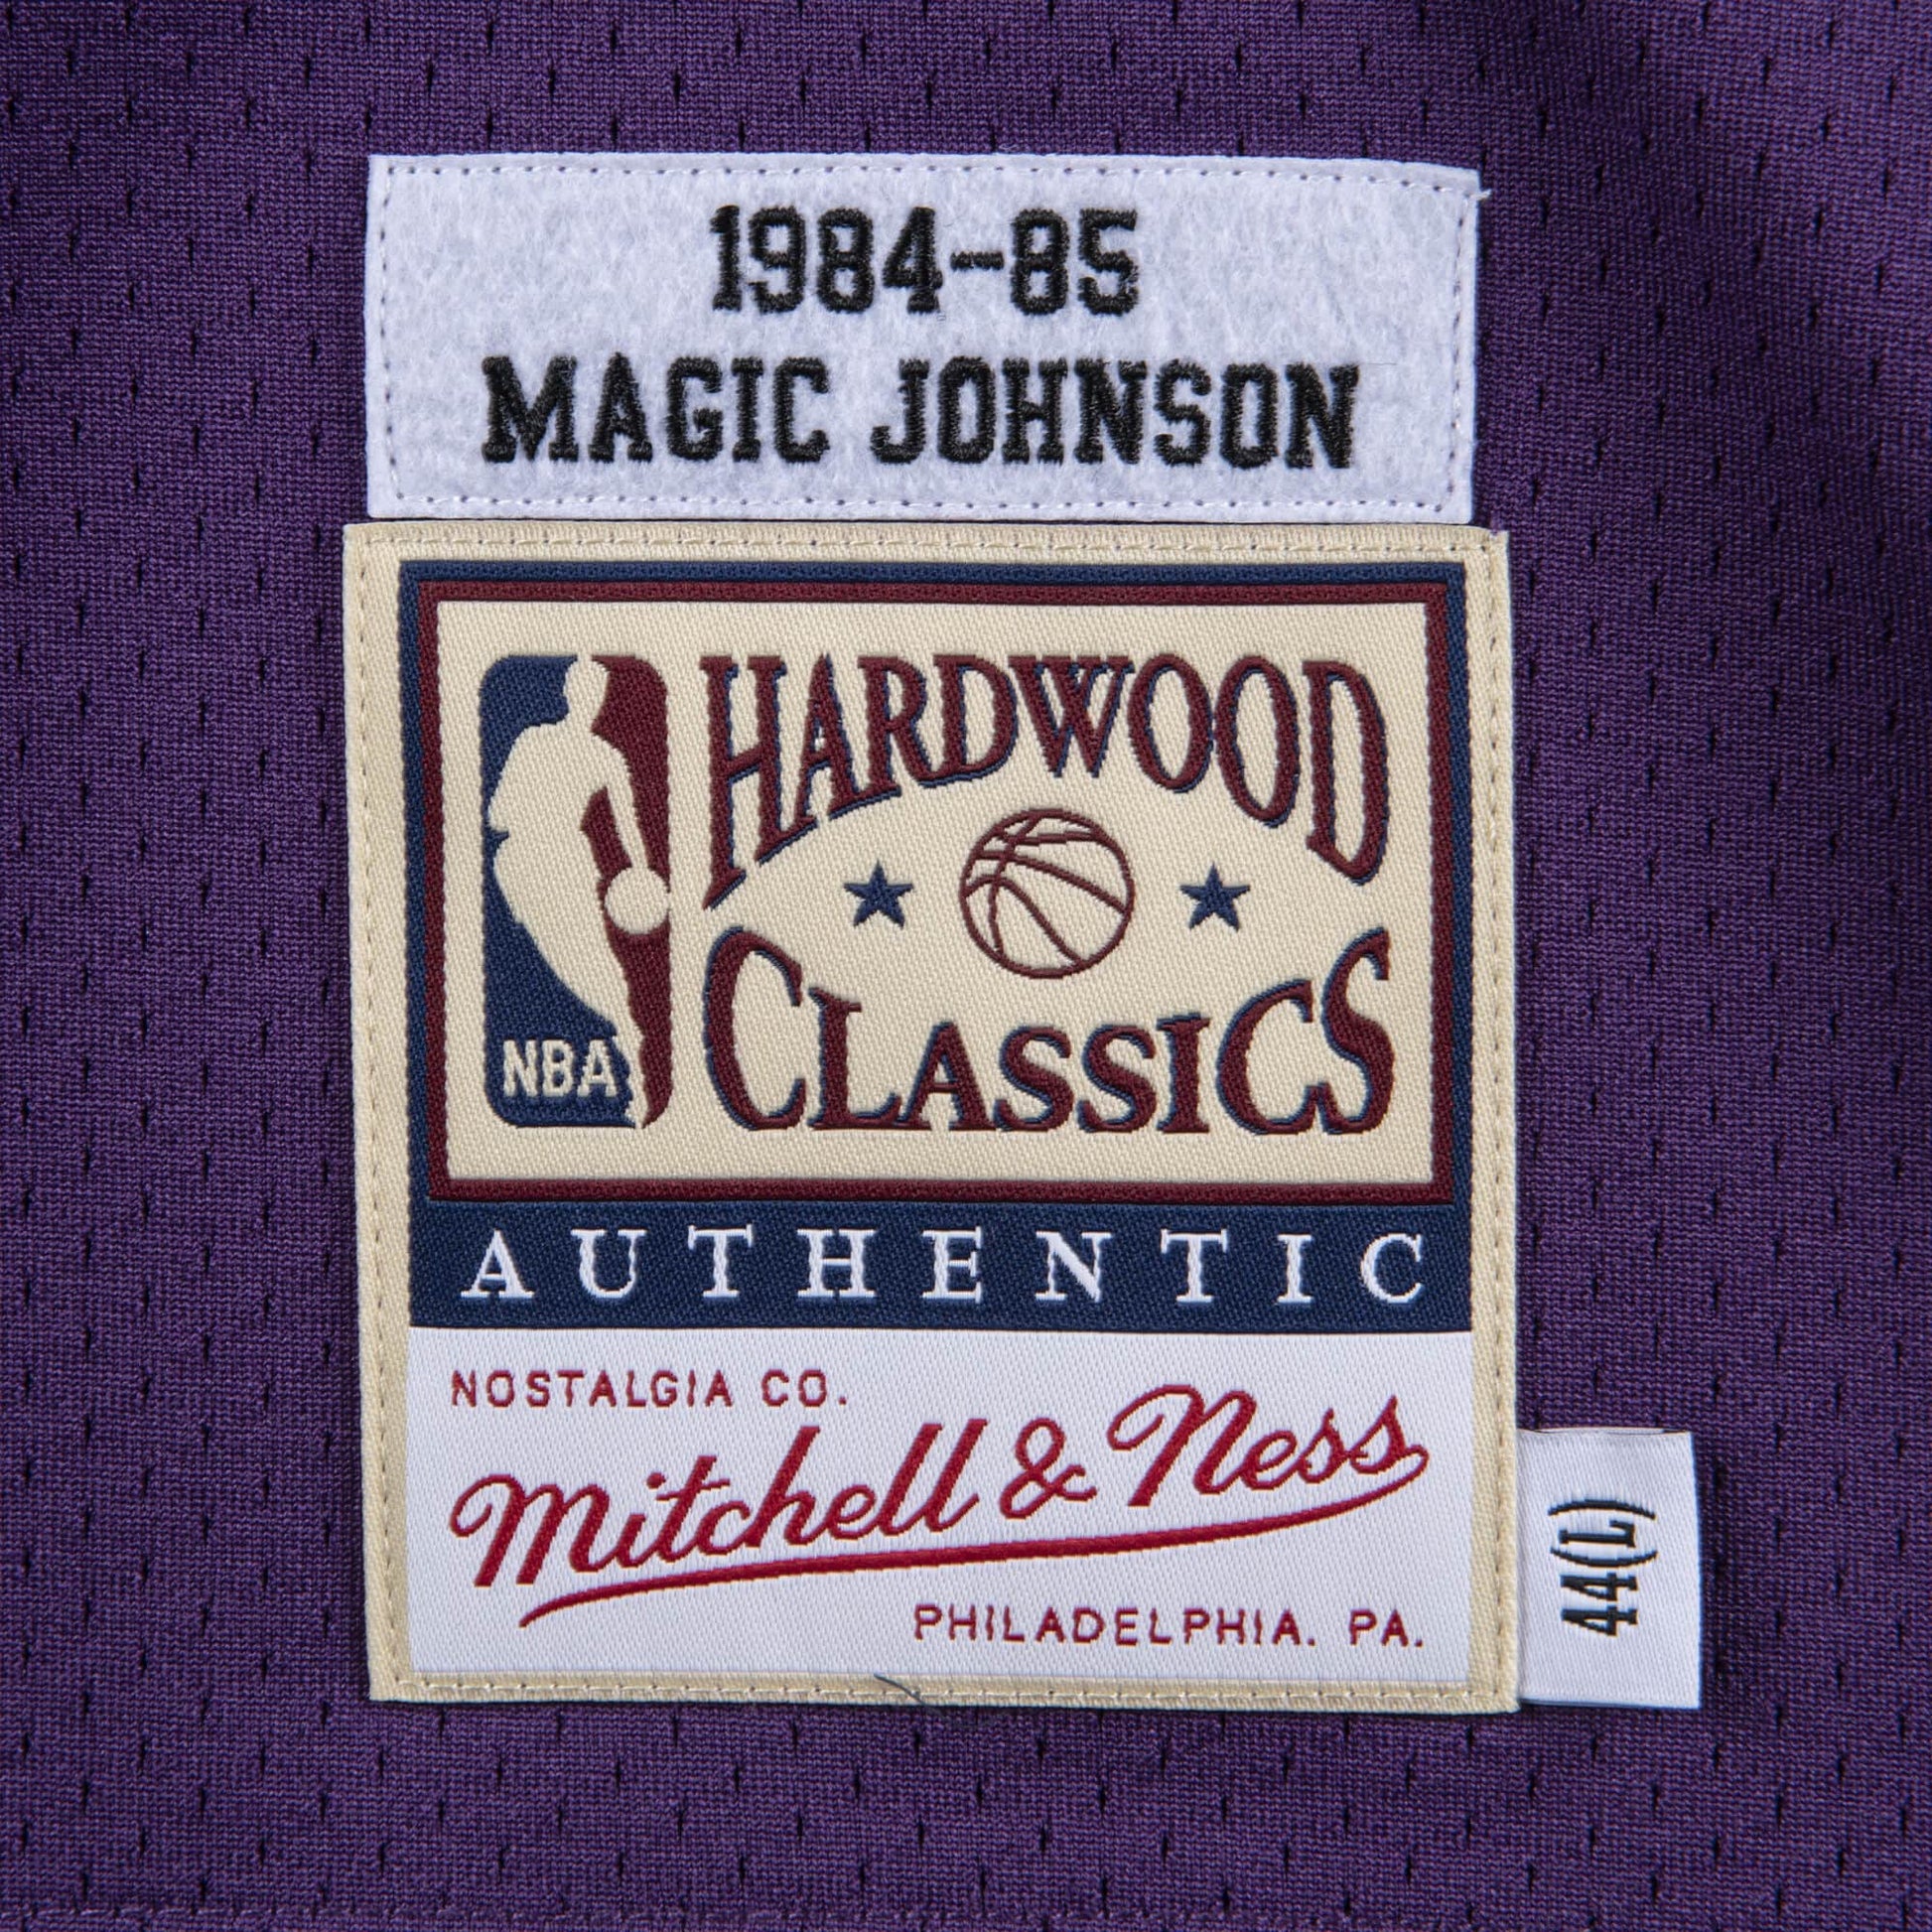 1984-85
MAGIC JOHNSON
HARDWOOD
CLASSICS
NBA
AUTHENTIC
NOSTALGIA CO.
Mitchell & Ness
PHILADELPHIA. PA.
44(L)